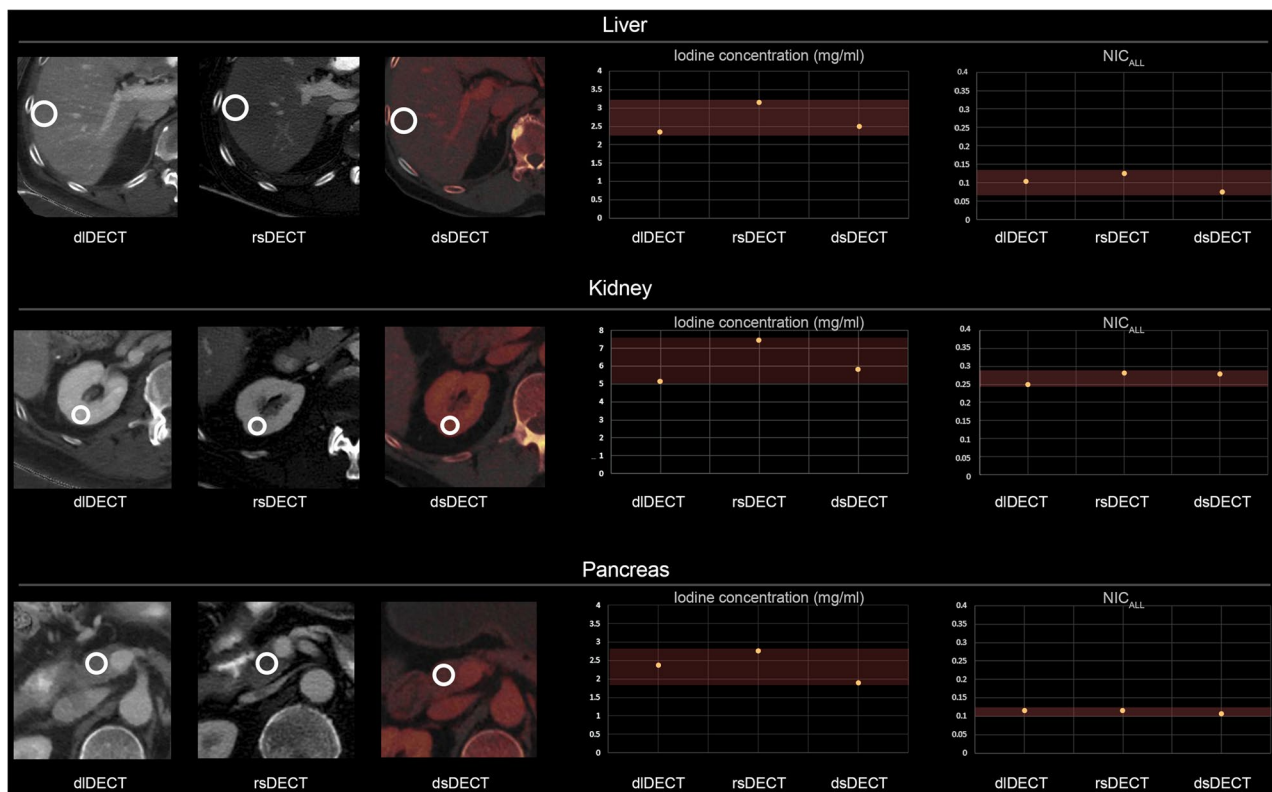 Liver
Iodine concentration (mg/ml)
NIC ALL
4
3.5
3
2.5
2
1.5
1
0.5
0
0.4
0.35
0.3
0.25
0.2
0.15
0.1
0.05
0
dlDECT
rsDECT
dsDECT
dlDECT
rsDECT
dsDECT
dlDECT
rsDECT
dsDECT
Kidney
Iodine concentration (mg/ml)
NIC ALL
8
7
6
5
4
3
2
1
0
0.4
0.35
0.3
0.25
0.2
0.15
0.1
0.05
0
dlDECT
rsDECT
dsDECT
dlDECT
rsDECT
dsDECT
dlDECT
rsDECT
dsDECT
Pancreas
Iodine concentration (mg/ml)
NIC ALL
4
3.5
3
2.5
2
1.5
1
0.5
0
0.4
0.35
0.3
0.25
0.2
0.15
0.1
0.05
0
dlDECT
rsDECT
dsDECT
dlDECT
rsDECT
dsDECT
dlDECT
rsDECT
dsDECT